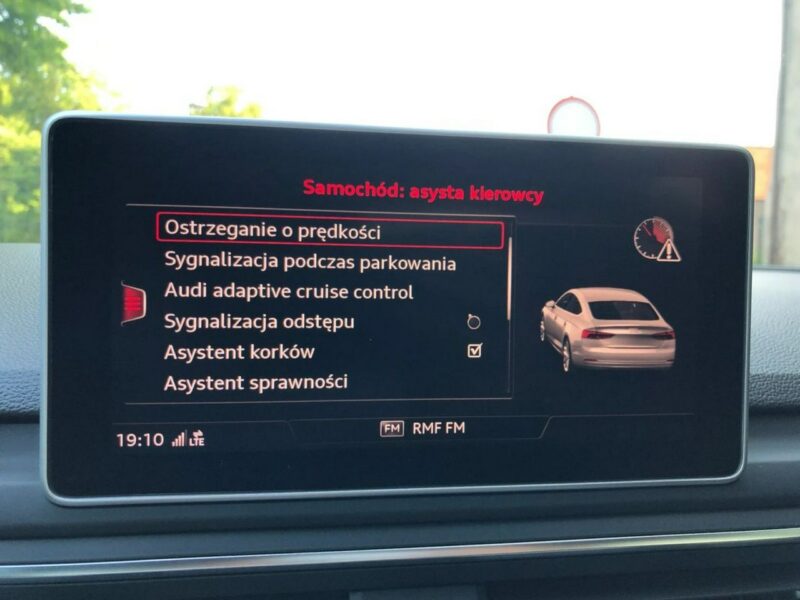 Samochód: asysta kierowcy
Ostrzeganie o prędkości
Sygnalizacja podczas parkowania
Audi adaptive cruise control
Sygnalizacja odstępu
Asystent korków
Asystent sprawności
19:10 LTE
FM RMF FM